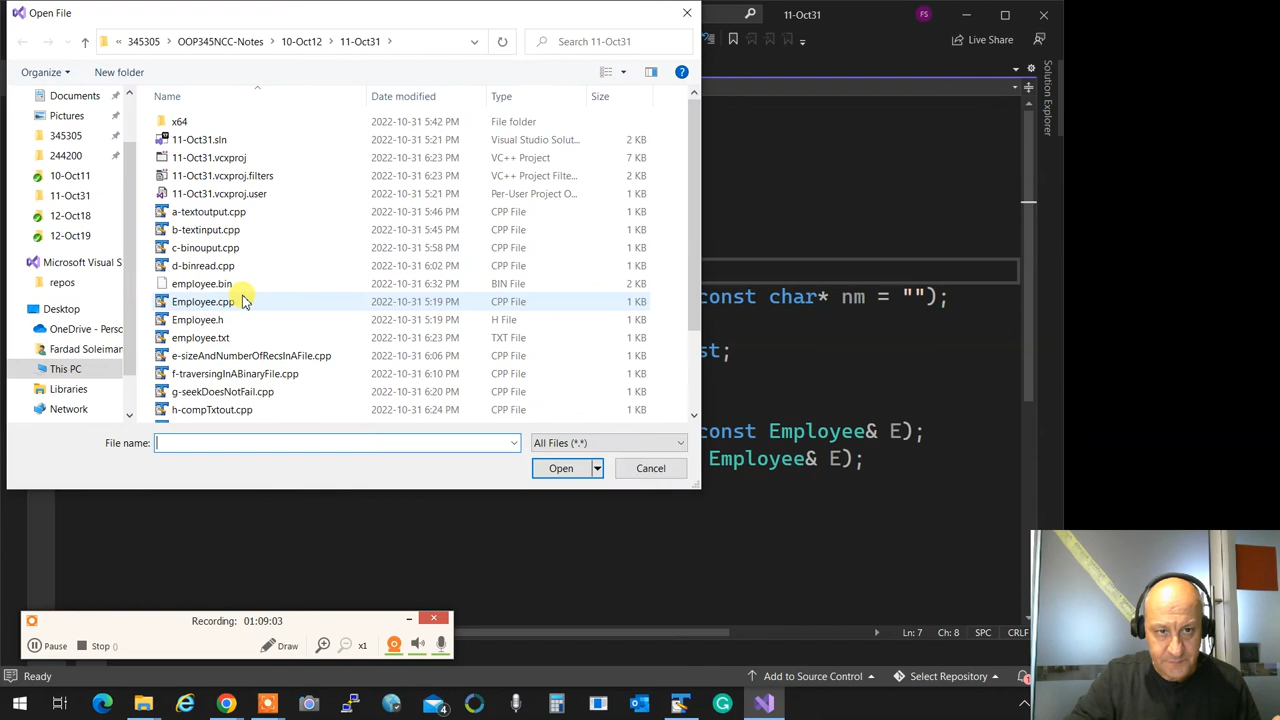 Open File
11-Oct31
FS
« 345305 > OOP345NCC-Notes > 10-Oct12 > 11-Oct31 >
Search 11-Oct31
Live Share
Organize
New folder
Name
Date modified
Type
Size
Documents
Pictures
345305
244200
10-Oct11
11-Oct31
12-Oct18
12-Oct19
Microsoft Visual S
repos
Desktop
OneDrive - Perso
Fardad Soleiman
This PC
Libraries
Network
x64 2022-10-31 5:42 PM File folder
11-Oct31.sln 2022-10-31 5:21 PM Visual Studio Solut... 2 KB
11-Oct31.vcxproj 2022-10-31 6:23 PM VC++ Project 7 KB
11-Oct31.vcxproj.filters 2022-10-31 6:23 PM VC++ Project Filte... 2 KB
11-Oct31.vcxproj.user 2022-10-31 5:21 PM Per-User Project O... 1 KB
a-textoutput.cpp 2022-10-31 5:46 PM CPP File 1 KB
b-textinput.cpp 2022-10-31 5:45 PM CPP File 1 KB
c-binouput.cpp 2022-10-31 5:58 PM CPP File 1 KB
d-binread.cpp 2022-10-31 6:02 PM CPP File 1 KB
employee.bin 2022-10-31 6:32 PM BIN File 2 KB
Employee.cpp 2022-10-31 5:19 PM CPP File 1 KB
Employee.h 2022-10-31 5:19 PM H File 1 KB
employee.txt 2022-10-31 6:23 PM TXT File 1 KB
e-sizeAndNumberOfRecsInAFile.cpp 2022-10-31 6:06 PM CPP File 1 KB
f-traversingInABinaryFile.cpp 2022-10-31 6:10 PM CPP File 1 KB
g-seekDoesNotFail.cpp 2022-10-31 6:20 PM CPP File 1 KB
h-compTxtout.cpp 2022-10-31 6:24 PM CPP File 1 KB
File name:
All Files (*.*)
Open
Cancel
const char* nm = "");
st;
const Employee& E);
Employee& E);
Solution Explorer
Recording: 01:09:03
Pause
Stop ()
Draw
x1
Ln: 7 Ch: 8 SPC CRLF
Ready
Add to Source Control
Select Repository
1
4